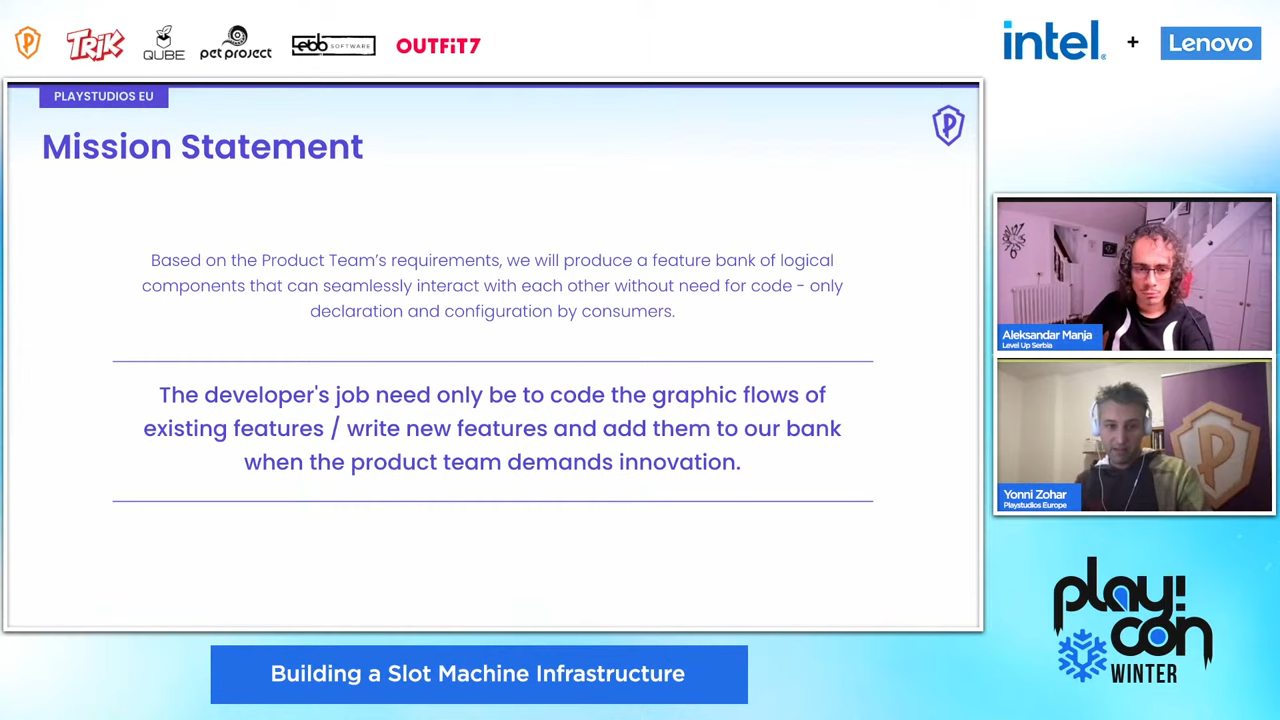 TRiK
QUBE
pet project
Lebb SOFTWARE
OUTFiT7
intel + Lenovo
PLAYSTUDIOS EU
Mission Statement
Based on the Product Team's requirements, we will produce a feature bank of logical
components that can seamlessly interact with each other without need for code - only
declaration and configuration by consumers.
The developer's job need only be to code the graphic flows of
existing features / write new features and add them to our bank
when the product team demands innovation.
Aleksandar Manja
Level Up Serbia
Yonni Zohar
Playstudios Europe
play!
con
WINTER
Building a Slot Machine Infrastructure